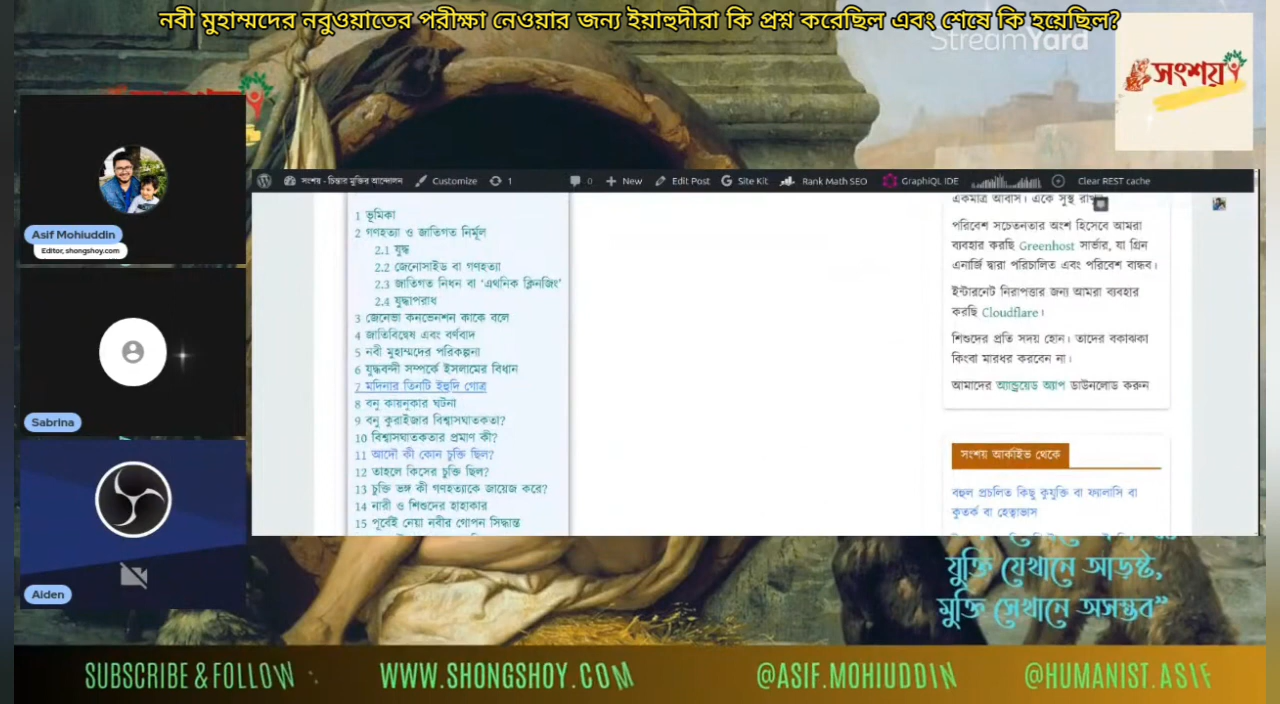 নবী মুহাম্মদের নবুওয়াতের পরীক্ষা নেওয়ার জন্য ইয়াহুদীরা কি প্রশ্ন করেছিল এবং শেষে কি হয়েছিল?
StreamYard
সংশয়
Asif Mohiuddin
Editor, shongshoy.com
Sabrina
Aiden
সংশয় - চিন্তার মুক্তির আন্দোলন
Customize
1
0
New
Edit Post
Site Kit
Rank Math SEO
GraphiQL IDE
Clear REST cache
1 ভূমিকা
2 গণহত্যা ও জাতিগত নির্মূল
2.1 যুদ্ধ
2.2 জেনোসাইড বা গণহত্যা
2.3 জাতিগত নিধন বা ‘এথনিক ক্লিনজিং’
2.4 যুদ্ধাপরাধ
3 জেনেভা কনভেনশন কাকে বলে
4 জাতিবিদ্বেষ এবং বর্ণবাদ
5 নবী মুহাম্মদের পরিকল্পনা
6 যুদ্ধবন্দী সম্পর্কে ইসলামের বিধান
7 মদিনার তিনটি ইহুদি গোত্র
8 বনু কায়নুকার ঘটনা
9 বনু কুরাইজার বিশ্বাসঘাতকতা?
10 বিশ্বাসঘাতকতার প্রমাণ কী?
11 আদৌ কী কোন চুক্তি ছিল?
12 তাহলে কিসের চুক্তি ছিল?
13 চুক্তি ভঙ্গ কী গণহত্যাকে জায়েজ করে?
14 নারী ও শিশুদের হাহাকার
15 পূর্বেই নেয়া নবীর গোপন সিদ্ধান্ত
একমাত্র আবাস। একে সুস্থ
পরিবেশ সচেতনতার অংশ হিসেবে আমরা
ব্যবহার করছি Greenhost সার্ভার, যা গ্রিন
এনার্জি দ্বারা পরিচালিত এবং পরিবেশ বান্ধব।
ইন্টারনেট নিরাপত্তার জন্য আমরা ব্যবহার
করছি Cloudflare।
শিশুদের প্রতি সদয় হোন। তাদের বকাঝকা
কিংবা মারধর করবেন না।
আমাদের অ্যান্ড্রয়েড অ্যাপ ডাউনলোড করুন
সংশয় আর্কাইভ থেকে
বহুল প্রচলিত কিছু কুযুক্তি বা ফ্যালাসি বা
কুতর্ক বা হেত্বাভাস
যুক্তি যেখানে আড়ষ্ট,
মুক্তি সেখানে অসম্ভব”
SUBSCRIBE & FOLLOW :
WWW.SHONGSHOY.COM
@ASIF.MOHIUDDIN
@HUMANIST.ASIF